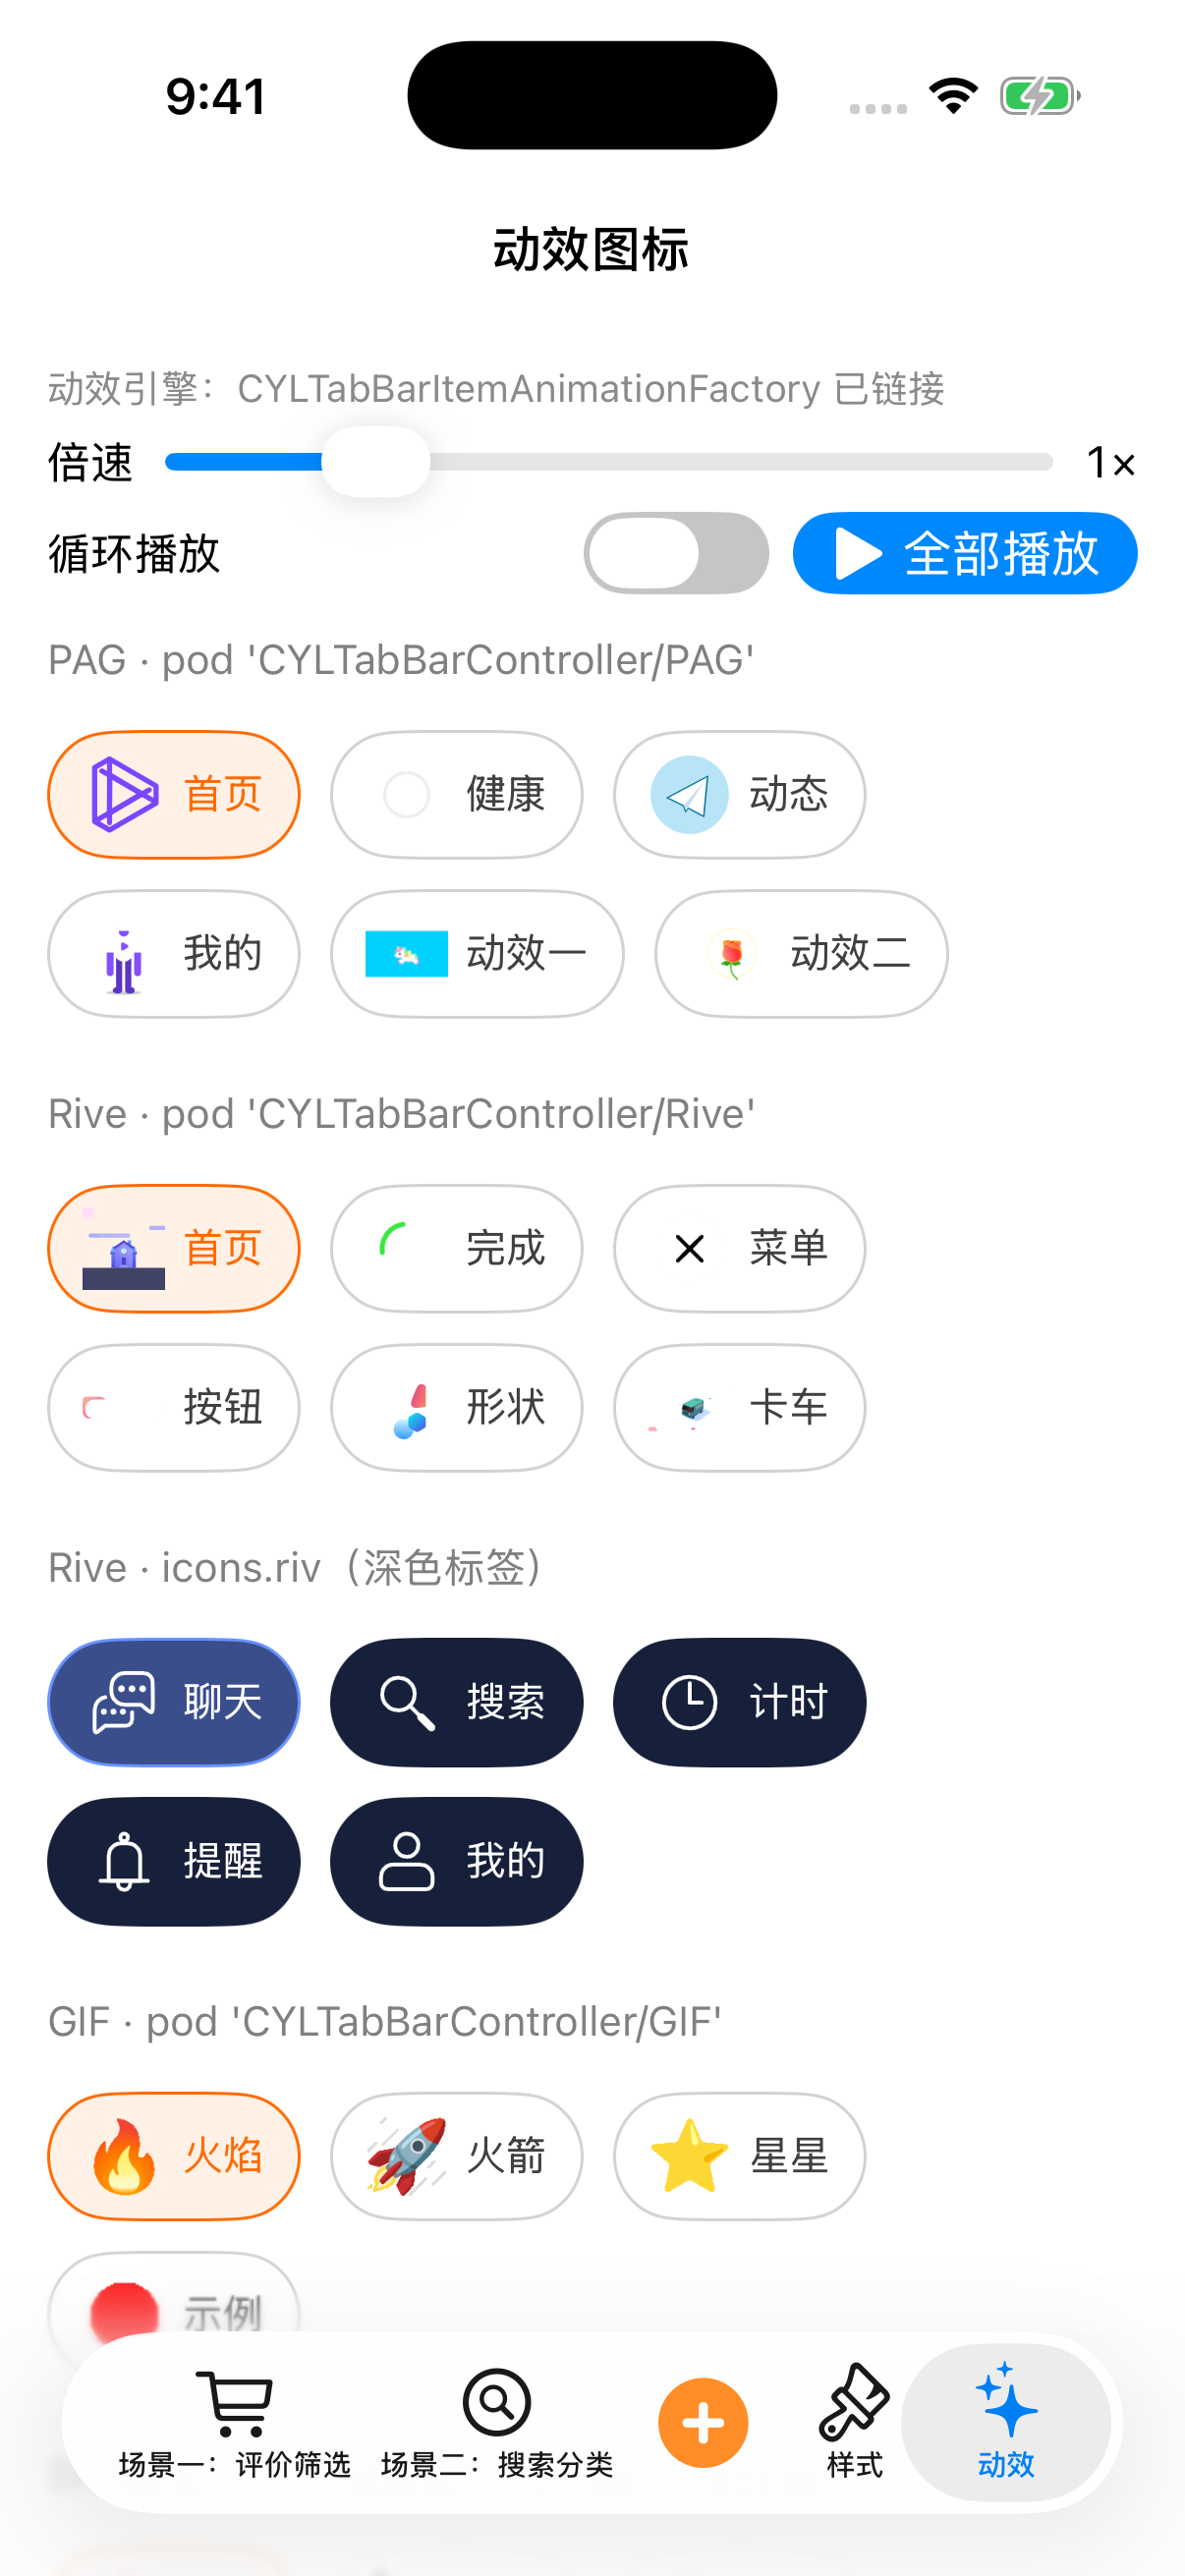 9:41
动效图标
动效引擎：CYLTabBarItemAnimationFactory 已链接
倍速 1×
循环播放 全部播放
PAG · pod 'CYLTabBarController/PAG'
首页 健康 动态
我的 动效一 动效二
Rive · pod 'CYLTabBarController/Rive'
首页 完成 菜单
按钮 形状 卡车
Rive · icons.riv（深色标签）
聊天 搜索 计时
提醒 我的
GIF · pod 'CYLTabBarController/GIF'
火焰 火箭 星星
示例
场景一：评价筛选 场景二：搜索分类 样式 动效